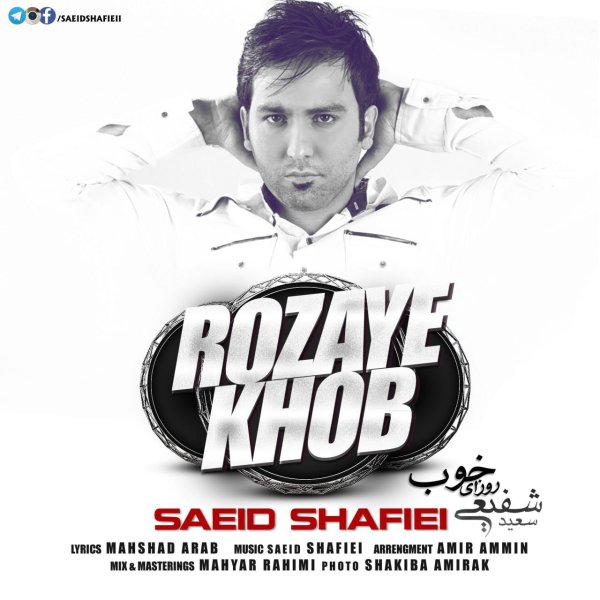 /SAEIDSHAFIEII
ROZAYE
KHOB
روزای خوب
سعید شفیعی
SAEID SHAFIEI
LYRICS MAHSHAD ARAB MUSIC SAEID SHAFIEI ARRENGMENT AMIR AMMIN
MIX & MASTERINGS MAHYAR RAHIMI PHOTO SHAKIBA AMIRAK